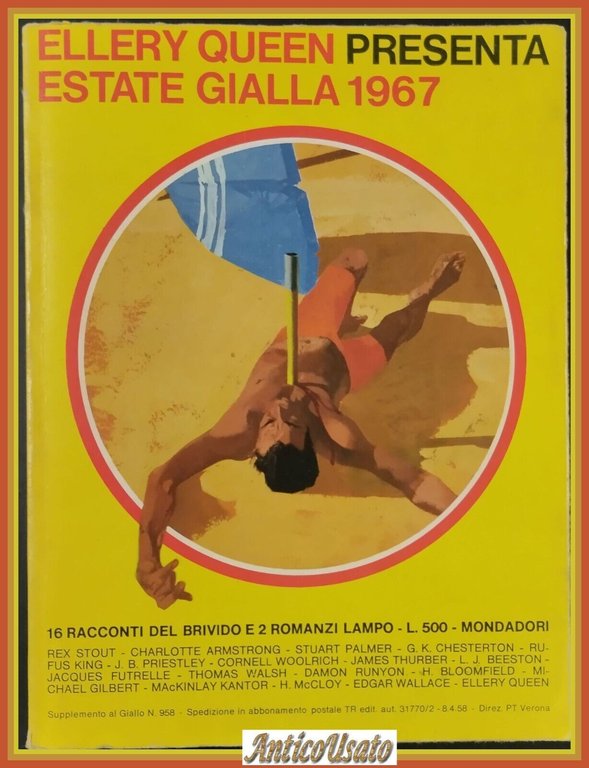 ELLERY QUEEN PRESENTA
ESTATE GIALLA 1967
16 RACCONTI DEL BRIVIDO E 2 ROMANZI LAMPO - L. 500 - MONDADORI
REX STOUT - CHARLOTTE ARMSTRONG - STUART PALMER - G. K. CHESTERTON - RU-
FUS KING - J. B. PRIESTLEY - CORNELL WOOLRICH - JAMES THURBER - L. J. BEESTON -
JACQUES FUTRELLE - THOMAS WALSH - DAMON RUNYON - H. BLOOMFIELD - MI-
CHAEL GILBERT - MAcKINLAY KANTOR - H. McCLOY - EDGAR WALLACE - ELLERY QUEEN
Supplemento al Giallo N. 958 - Spedizione in abbonamento postale TR edit. aut. 31770/2 - 8.4.58 - Direz. PT Verona
AnticoUsato